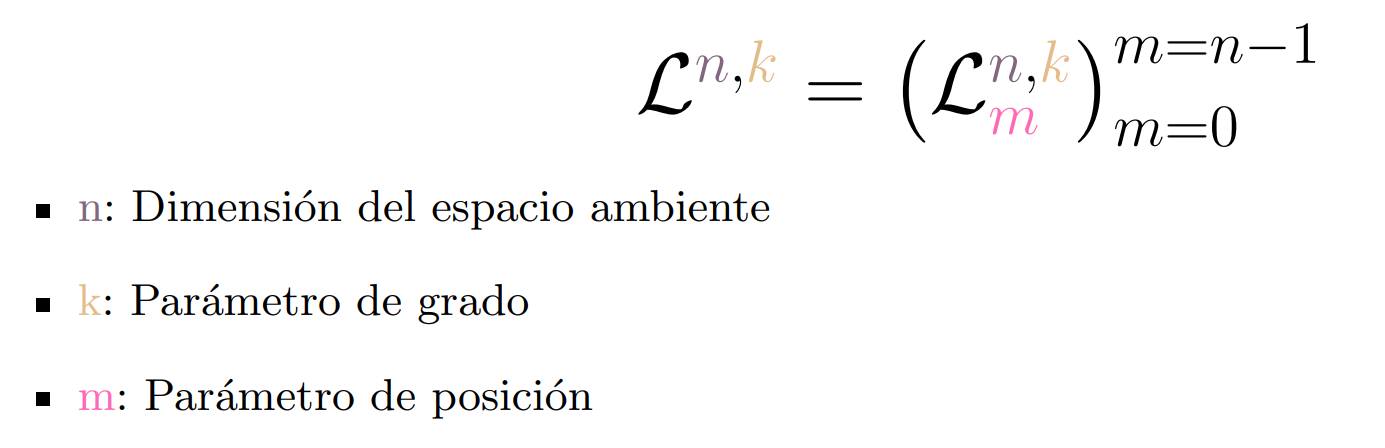 𝓛^{n,k} = (𝓛_m^{n,k})_{m=0}^{m=n−1}
▪ n: Dimensión del espacio ambiente
▪ k: Parámetro de grado
▪ m: Parámetro de posición